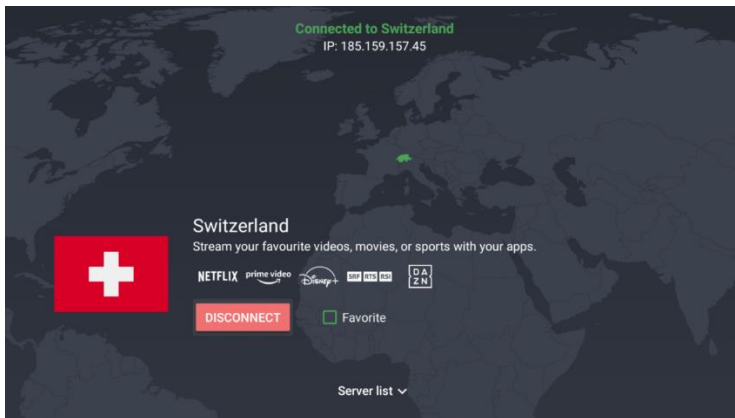 Connected to Switzerland
IP: 185.159.157.45
Switzerland
Stream your favourite videos, movies, or sports with your apps.
NETFLIX prime video Disney+ SRF RTS RSI DAZN
DISCONNECT Favorite
Server list